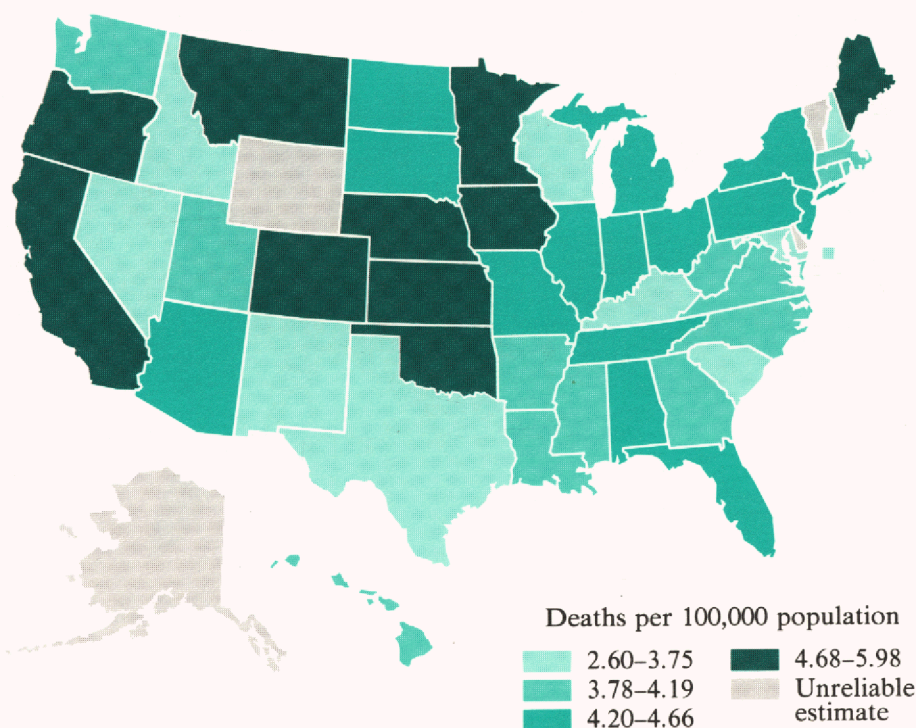 Deaths per 100,000 population
2.60–3.75
3.78–4.19
4.20–4.66
4.68–5.98
Unreliable
estimate